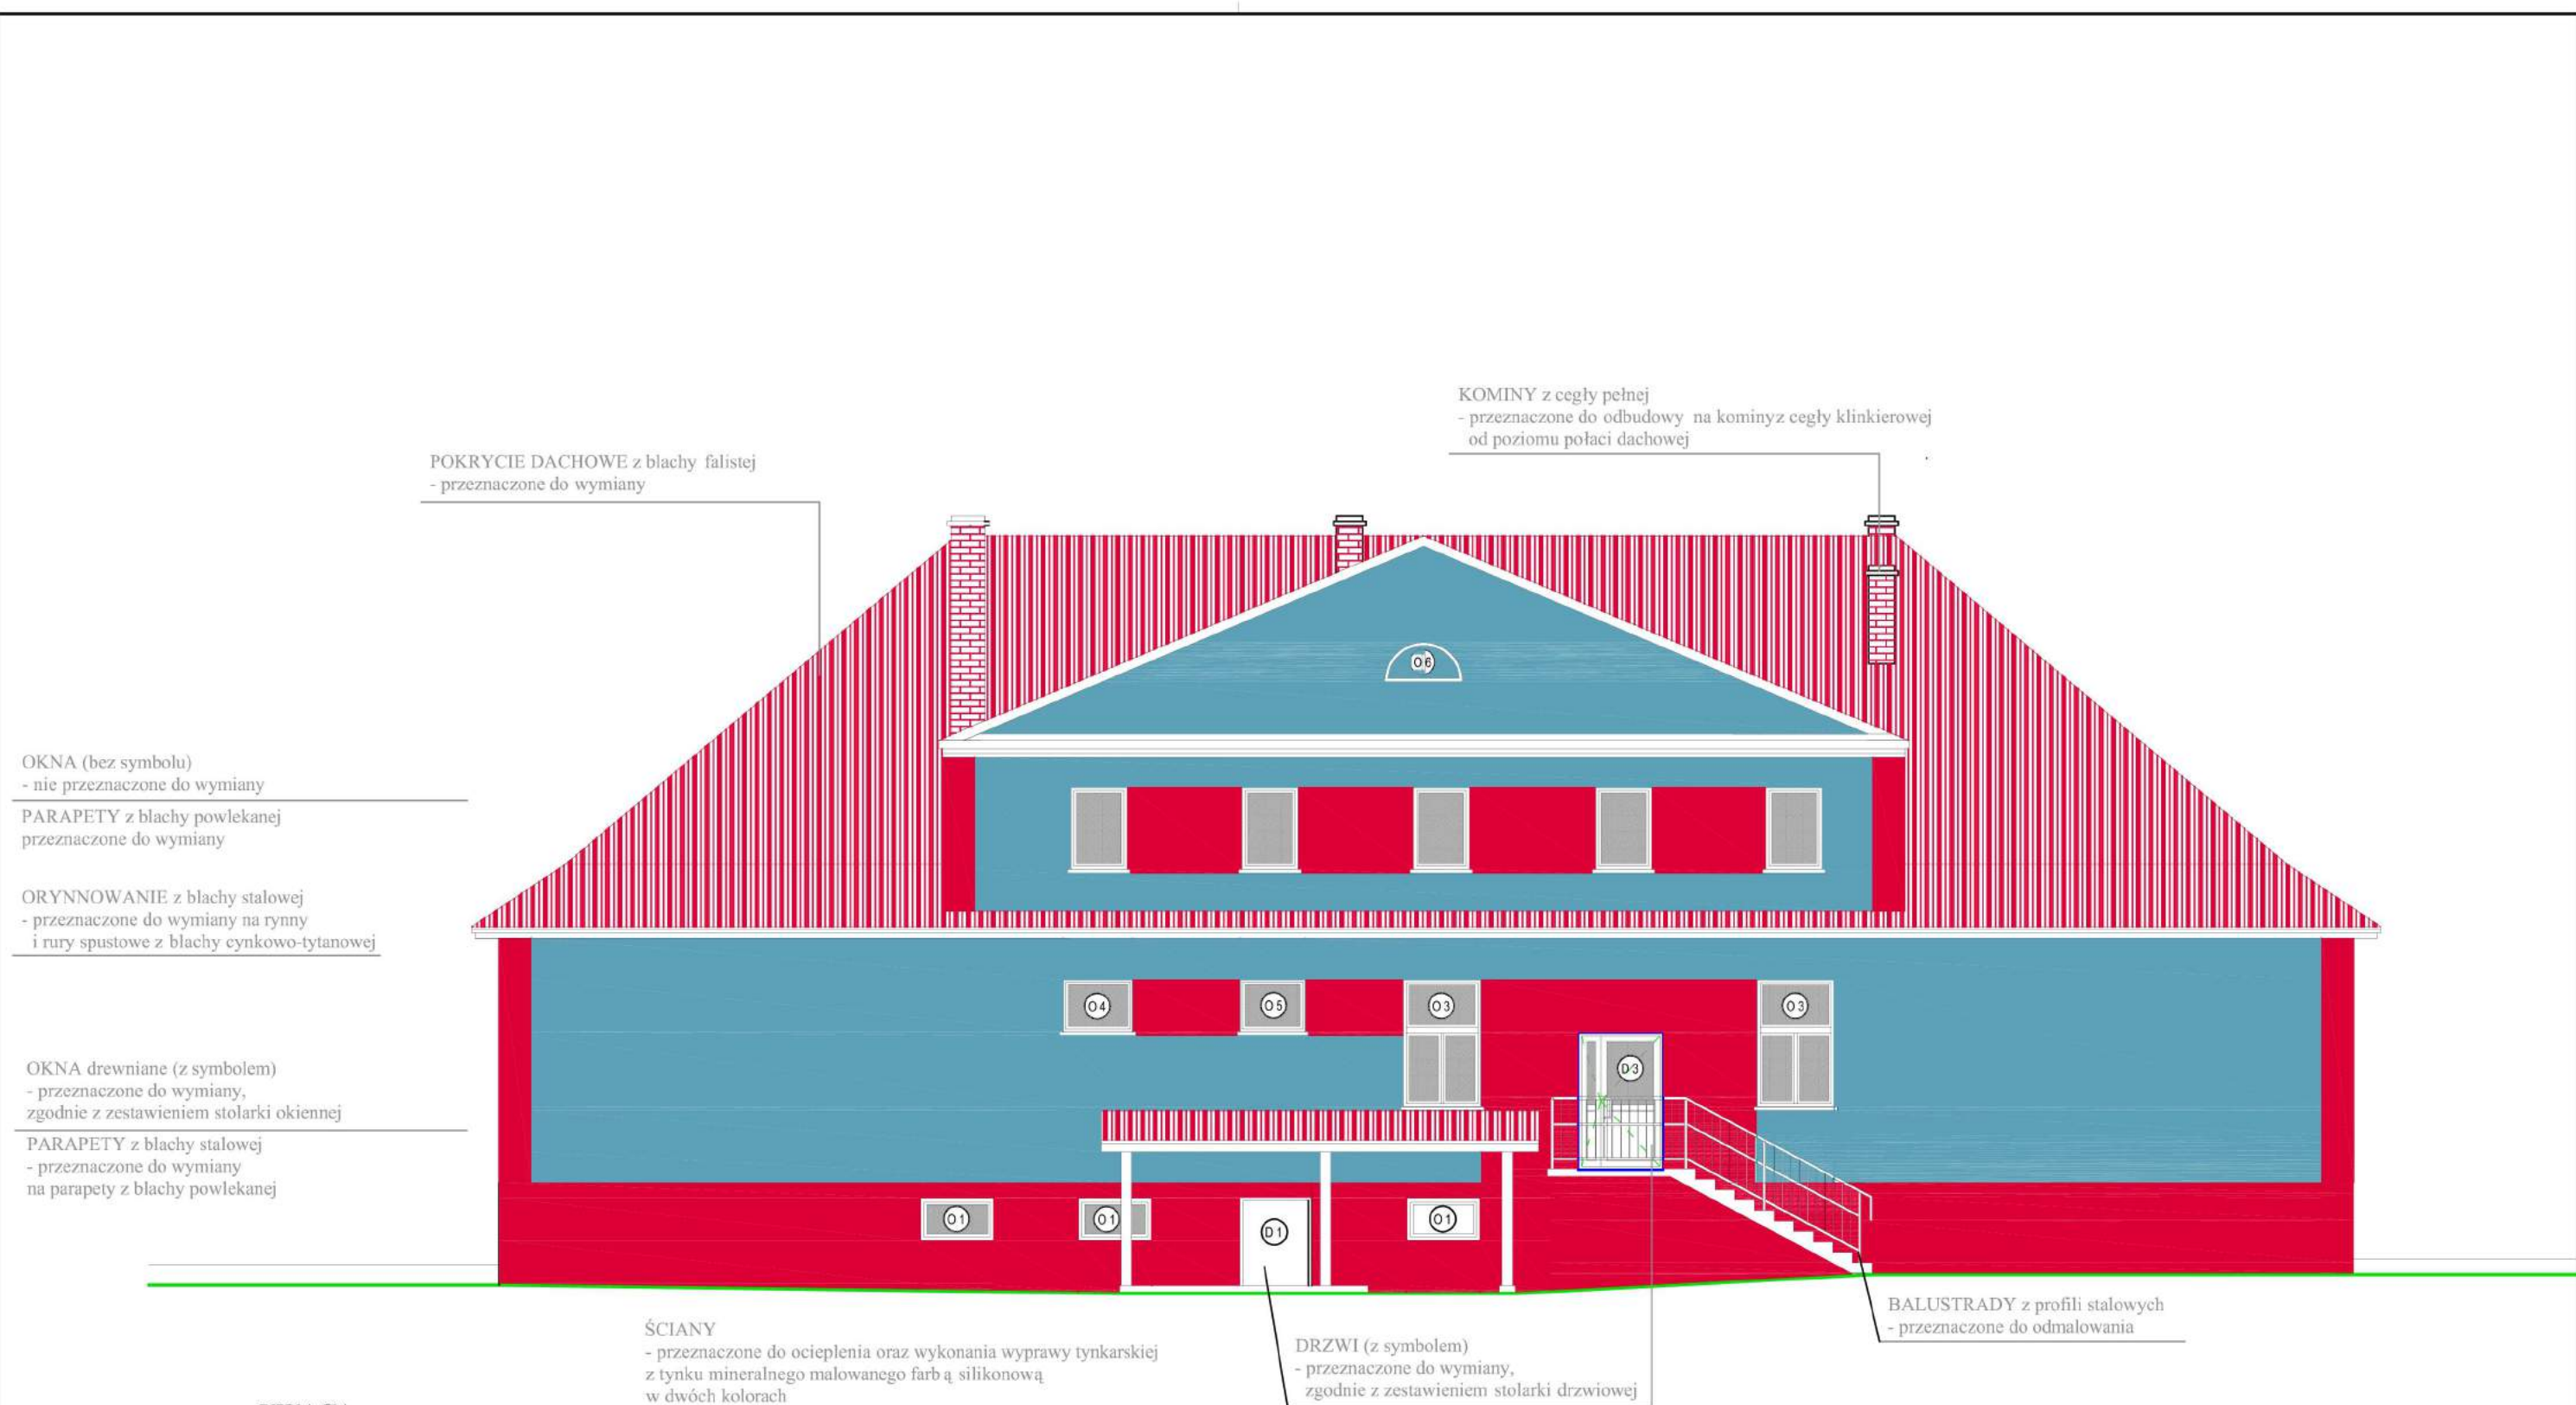 KOMINY z cegły pełnej
- przeznaczone do odbudowy na kominyz cegły klinkierowej
od poziomu połaci dachowej
POKRYCIE DACHOWE z blachy falistej
- przeznaczone do wymiany
O6
OKNA (bez symbolu)
- nie przeznaczone do wymiany
PARAPETY z blachy powlekanej
przeznaczone do wymiany
ORYNNOWANIE z blachy stalowej
- przeznaczone do wymiany na rynny
i rury spustowe z blachy cynkowo-tytanowej
O4
O5
O3
O3
D3
OKNA drewniane (z symbolem)
- przeznaczone do wymiany,
zgodnie z zestawieniem stolarki okiennej
PARAPETY z blachy stalowej
- przeznaczone do wymiany
na parapety z blachy powlekanej
O1
O1
D1
O1
BALUSTRADY z profili stalowych
- przeznaczone do odmalowania
ŚCIANY
- przeznaczone do ocieplenia oraz wykonania wyprawy tynkarskiej
z tynku mineralnego malowanego farbą silikonową
w dwóch kolorach
DRZWI (z symbolem)
- przeznaczone do wymiany,
zgodnie z zestawieniem stolarki drzwiowej